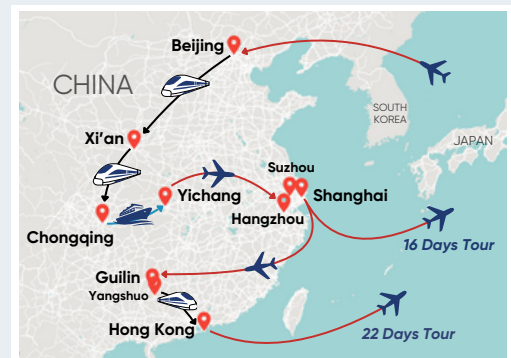 Beijing
CHINA
SOUTH
KOREA
JAPAN
Xi'an
Suzhou
Yichang
Shanghai
Hangzhou
Chongqing
16 Days Tour
Guilin
Yangshuo
Hong Kong
22 Days Tour